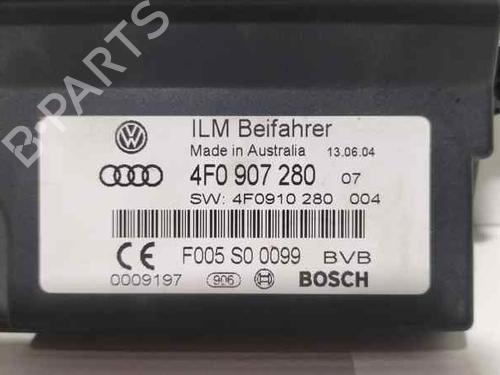 B-PARTS
ILM Beifahrer
Made in Australia 13.06.04
4F0 907 280 07
SW: 4F0910 280 004
F005 S0 0099 BVB
CE
0009197 906 BOSCH